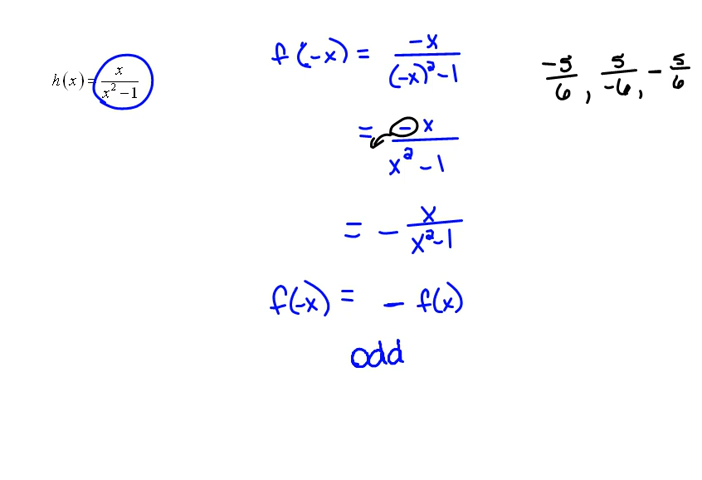 h(x) = x / (x² − 1)
f(-x) = -x / ((-x)² - 1)
= -x / (x² - 1)
= - x / (x² - 1)
f(-x) = - f(x)
odd
-5/6 , 5/-6 , - 5/6